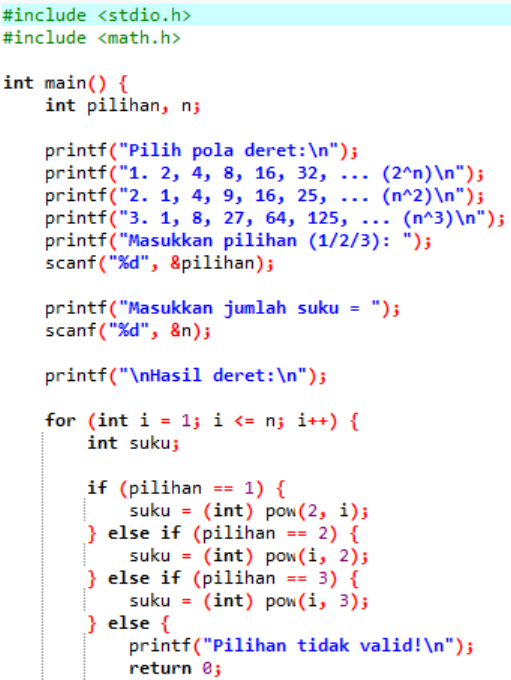 #include <stdio.h>
#include <math.h>

int main() {
    int pilihan, n;

    printf("Pilih pola deret:\n");
    printf("1. 2, 4, 8, 16, 32, ... (2^n)\n");
    printf("2. 1, 4, 9, 16, 25, ... (n^2)\n");
    printf("3. 1, 8, 27, 64, 125, ... (n^3)\n");
    printf("Masukkan pilihan (1/2/3): ");
    scanf("%d", &pilihan);

    printf("Masukkan jumlah suku = ");
    scanf("%d", &n);

    printf("\nHasil deret:\n");

    for (int i = 1; i <= n; i++) {
        int suku;

        if (pilihan == 1) {
            suku = (int) pow(2, i);
        } else if (pilihan == 2) {
            suku = (int) pow(i, 2);
        } else if (pilihan == 3) {
            suku = (int) pow(i, 3);
        } else {
            printf("Pilihan tidak valid!\n");
            return 0;